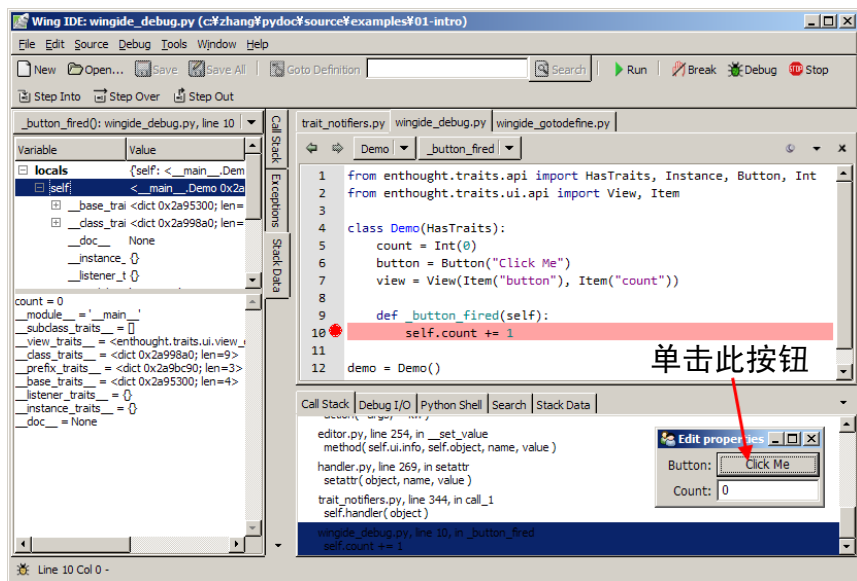 Wing IDE: wingide_debug.py (c:¥zhang¥pydoc¥source¥examples¥01-intro)
File Edit Source Debug Tools Window Help
New Open... Save Save All Goto Definition Search Run Break Debug Stop
Step Into Step Over Step Out
_button_fired(): wingide_debug.py, line 10
Variable Value
locals {'self': <__main__.Dem
self <__main__.Demo 0x2a
__base_trai <dict 0x2a95300; len=
__class_trai <dict 0x2a998a0; len=
__doc__ None
__instance_ {}
__listener_t {}
count = 0
__module__ = '__main__'
__subclass_traits__ = []
__view_traits__ = <enthought.traits.ui.view_
__class_traits__ = <dict 0x2a998a0; len=9>
__prefix_traits__ = <dict 0x2a9bc90; len=3>
__base_traits__ = <dict 0x2a95300; len=4>
__listener_traits__ = {}
__instance_traits__ = {}
__doc__ = None
Call Stack
Exceptions
Stack Data
trait_notifiers.py wingide_debug.py wingide_gotodefine.py
Demo _button_fired
1 from enthought.traits.api import HasTraits, Instance, Button, Int
2 from enthought.traits.ui.api import View, Item
3
4 class Demo(HasTraits):
5 count = Int(0)
6 button = Button("Click Me")
7 view = View(Item("button"), Item("count"))
8
9 def _button_fired(self):
10 self.count += 1
11
12 demo = Demo()
单击此按钮
Call Stack Debug I/O Python Shell Search Stack Data
editor.py, line 254, in __set_value
method( self.ui.info, self.object, name, value )
handler.py, line 269, in setattr
setattr( object, name, value )
trait_notifiers.py, line 344, in call_1
self.handler( object )
wingide_debug.py, line 10, in _button_fired
self.count += 1
Edit properties
Button: Click Me
Count: 0
Line 10 Col 0 -